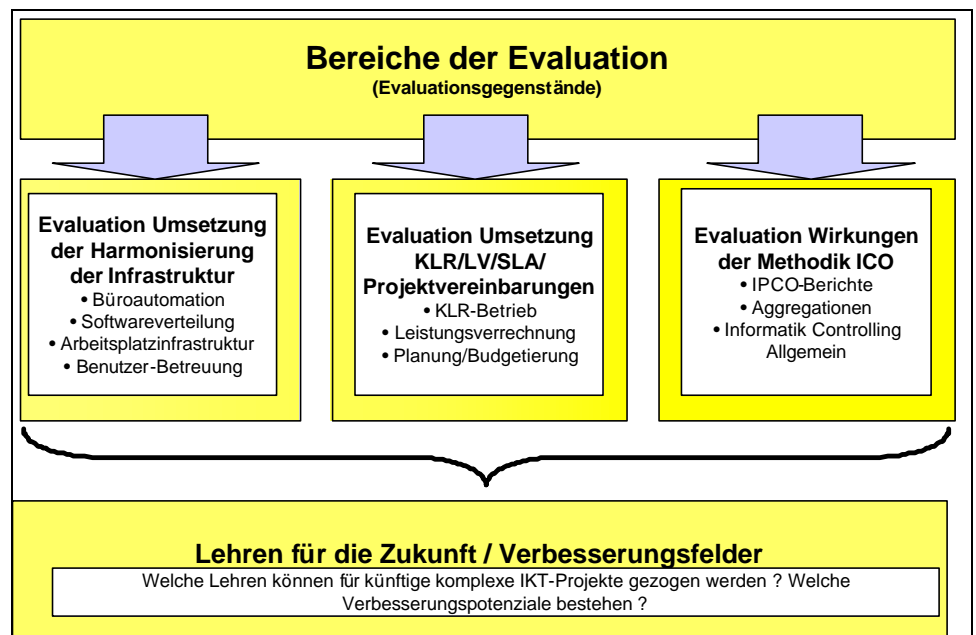 Bereiche der Evaluation
(Evaluationsgegenstände)
Evaluation Umsetzung
der Harmonisierung
der Infrastruktur
• Büroautomation
• Softwareverteilung
• Arbeitsplatzinfrastruktur
• Benutzer-Betreuung
Evaluation Umsetzung
KLR/LV/SLA/
Projektvereinbarungen
• KLR-Betrieb
• Leistungsverrechnung
• Planung/Budgetierung
Evaluation Wirkungen
der Methodik ICO
• IPCO-Berichte
• Aggregationen
• Informatik Controlling
Allgemein
Lehren für die Zukunft / Verbesserungsfelder
Welche Lehren können für künftige komplexe IKT-Projekte gezogen werden ? Welche
Verbesserungspotenziale bestehen ?